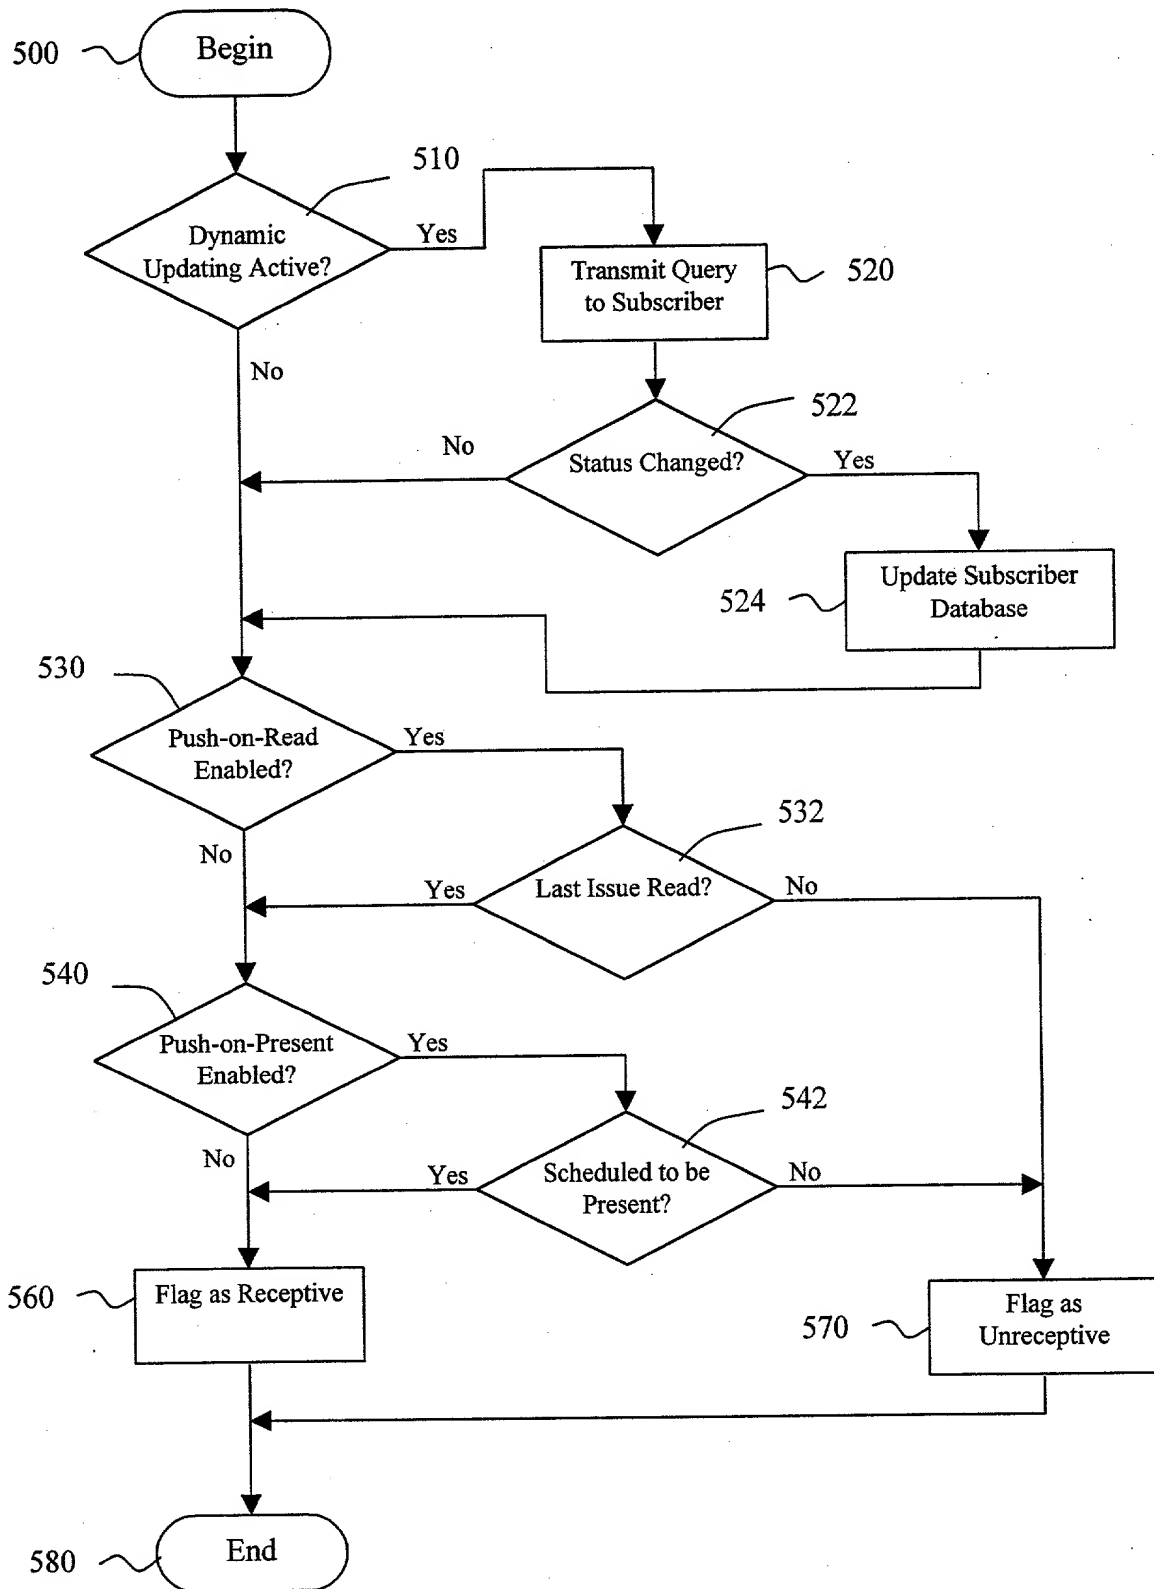 500
Begin
510
Dynamic
Updating Active?
Yes
Transmit Query
to Subscriber
520
No
522
No
Status Changed?
Yes
Update Subscriber
Database
524
530
Push-on-Read
Enabled?
Yes
532
No
Yes
Last Issue Read?
No
540
Push-on-Present
Enabled?
Yes
542
No
Yes
Scheduled to be
Present?
No
560
Flag as Receptive
570
Flag as
Unreceptive
End
580